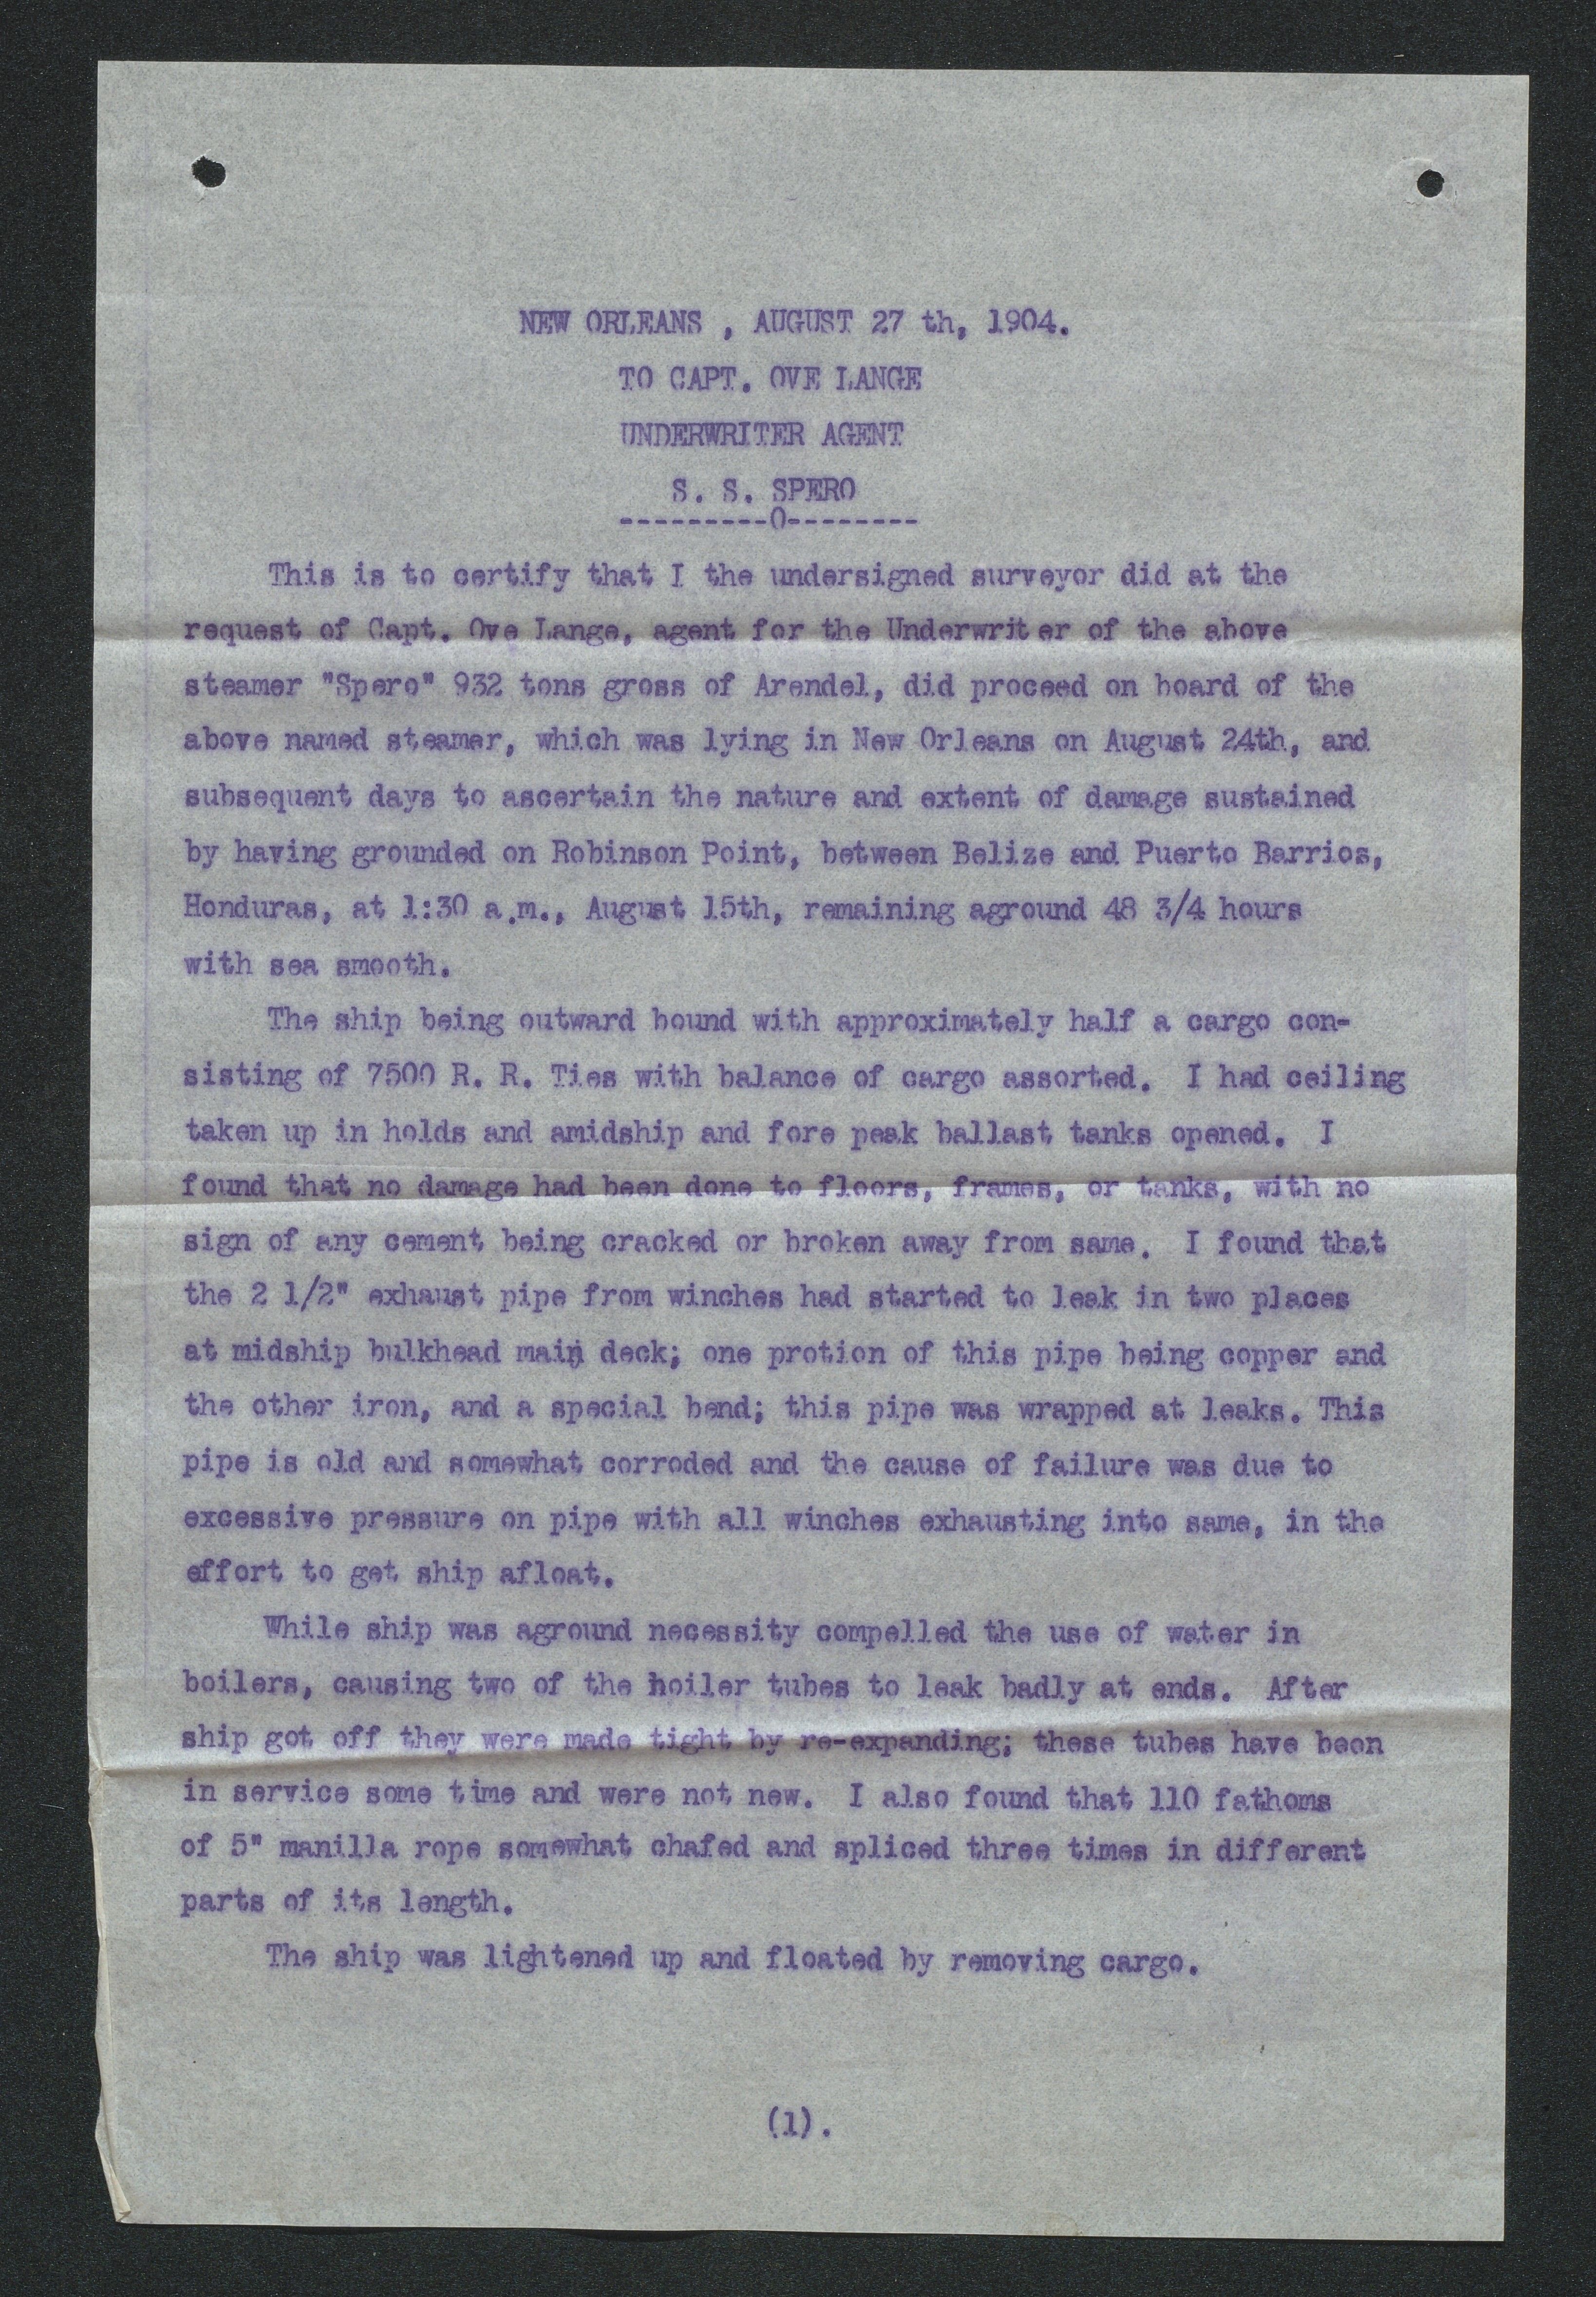 NEW ORLEANS , AUGUST 27 th, 1904.
TO CAPT. OVE LANGE
UNDERWRITER AGENT
S. S. SPERO
---------0--------
This is to certify that I the undersigned surveyor did at the
request of Capt. Ove Lange, agent for the Underwriter of the above
steamer "Spero" 932 tons gross of Arendel, did proceed on board of the
above named steamer, which was lying in New Orleans on August 24th, and
subsequent days to ascertain the nature and extent of damage sustained
by having grounded on Robinson Point, between Belize and Puerto Barrios,
Honduras, at 1:30 a.m., August 15th, remaining aground 48 3/4 hours
with sea smooth.
The ship being outward bound with approximately half a cargo con-
sisting of 7500 R. R. Ties with balance of cargo assorted. I had ceiling
taken up in holds and amidship and fore peak ballast tanks opened. I
found that no damage had been done to floors, frames, or tanks, with no
sign of any cement being cracked or broken away from same. I found that
the 2 1/2" exhaust pipe from winches had started to leak in two places
at midship bulkhead main deck; one protion of this pipe being copper and
the other iron, and a special bend; this pipe was wrapped at leaks. This
pipe is old and somewhat corroded and the cause of failure was due to
excessive pressure on pipe with all winches exhausting into same, in the
effort to get ship afloat.
While ship was aground necessity compelled the use of water in
boilers, causing two of the boiler tubes to leak badly at ends. After
ship got off they were made tight by re-expanding; these tubes have been
in service some time and were not new. I also found that 110 fathoms
of 5" manilla rope somewhat chafed and spliced three times in different
parts of its length.
The ship was lightened up and floated by removing cargo.
(1).